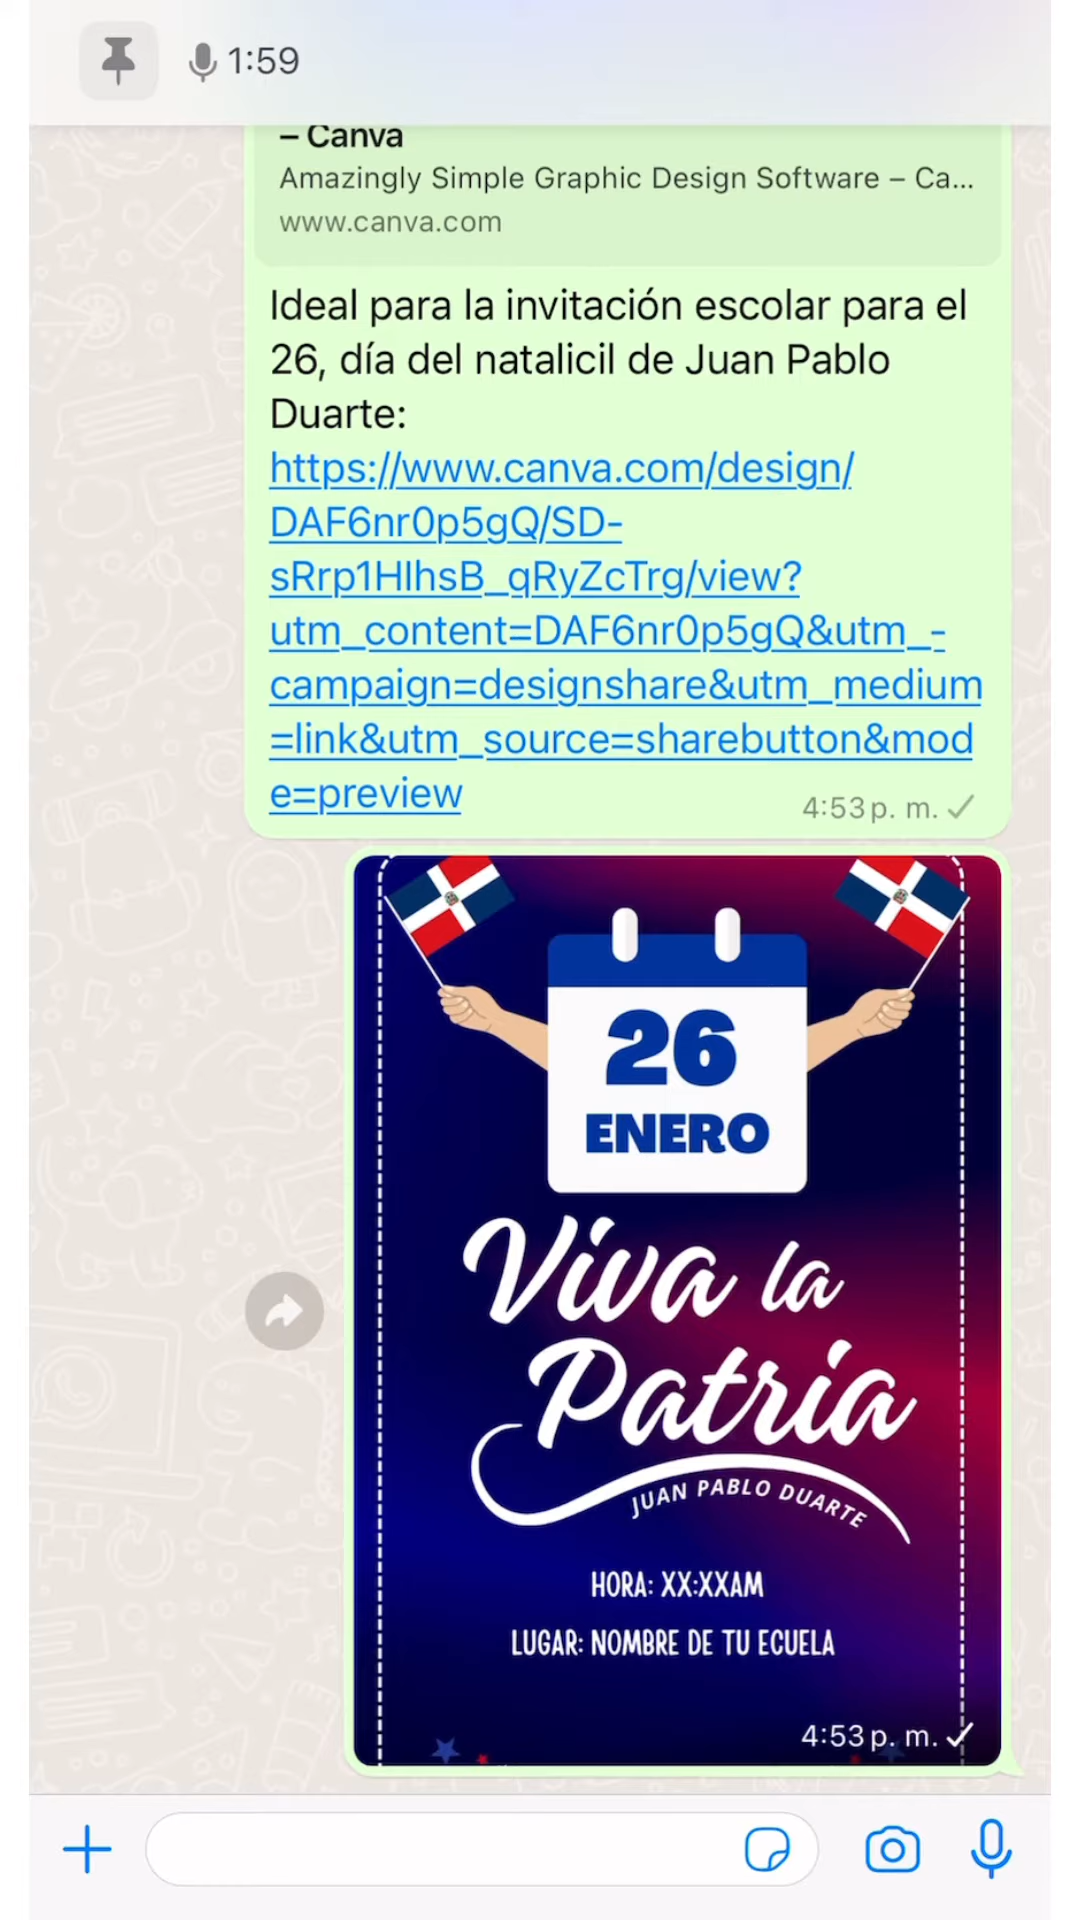 1:59
– Canva
Amazingly Simple Graphic Design Software – Ca...
www.canva.com
Ideal para la invitación escolar para el
26, día del natalicil de Juan Pablo
Duarte:
https://www.canva.com/design/
DAF6nr0p5gQ/SD-
sRrp1HIhsB_qRyZcTrg/view?
utm_content=DAF6nr0p5gQ&utm_-
campaign=designshare&utm_medium
=link&utm_source=sharebutton&mod
e=preview
4:53 p. m.
26
ENERO
Viva la
Patria
JUAN PABLO DUARTE
HORA: XX:XXAM
LUGAR: NOMBRE DE TU ECUELA
4:53 p. m.